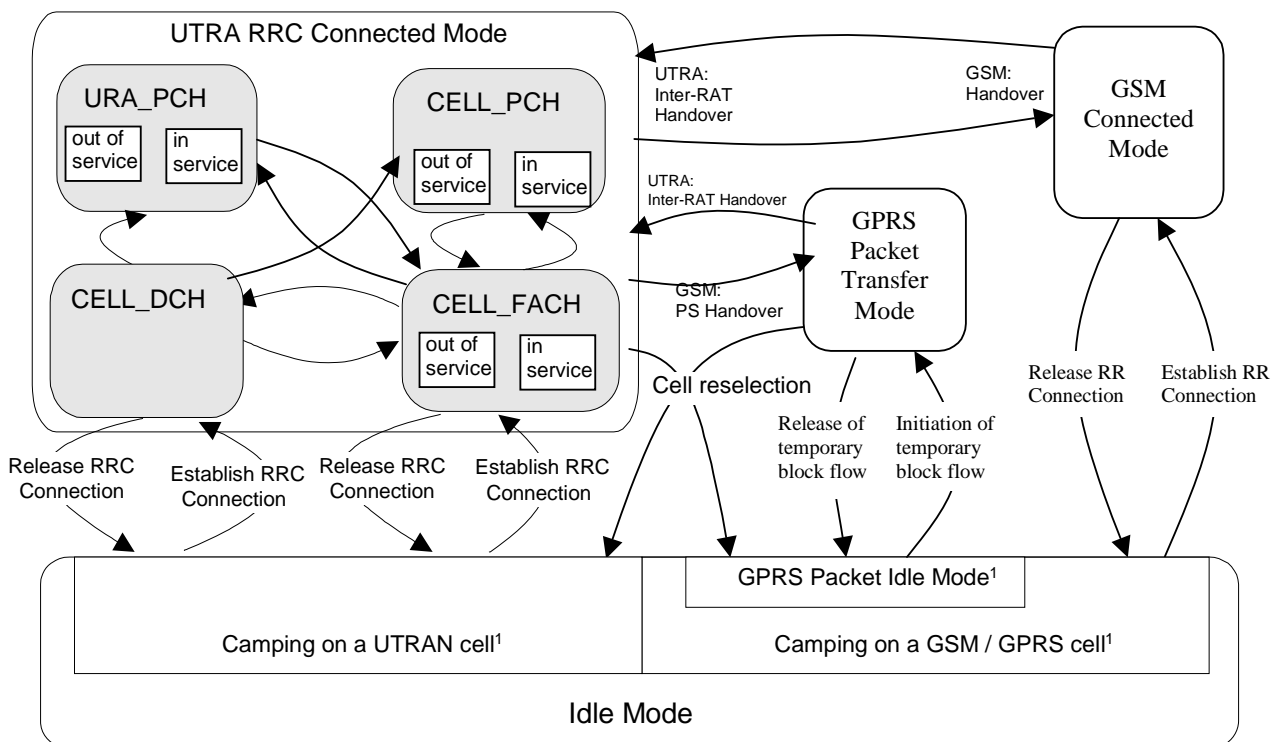 UTRA RRC Connected Mode
URA_PCH
out of
service
in
service
CELL_PCH
out of
service
in
service
CELL_DCH
CELL_FACH
out of
service
in
service
UTRA:
Inter-RAT
Handover
GSM:
Handover
GSM
Connected
Mode
UTRA:
Inter-RAT Handover
GPRS
Packet
Transfer
Mode
GSM:
PS Handover
Cell reselection
Release RRC
Connection
Establish RRC
Connection
Release RRC
Connection
Establish RRC
Connection
Release of
temporary
block flow
Initiation of
temporary
block flow
Release RR
Connection
Establish RR
Connection
GPRS Packet Idle Mode¹
Camping on a UTRAN cell¹
Camping on a GSM / GPRS cell¹
Idle Mode